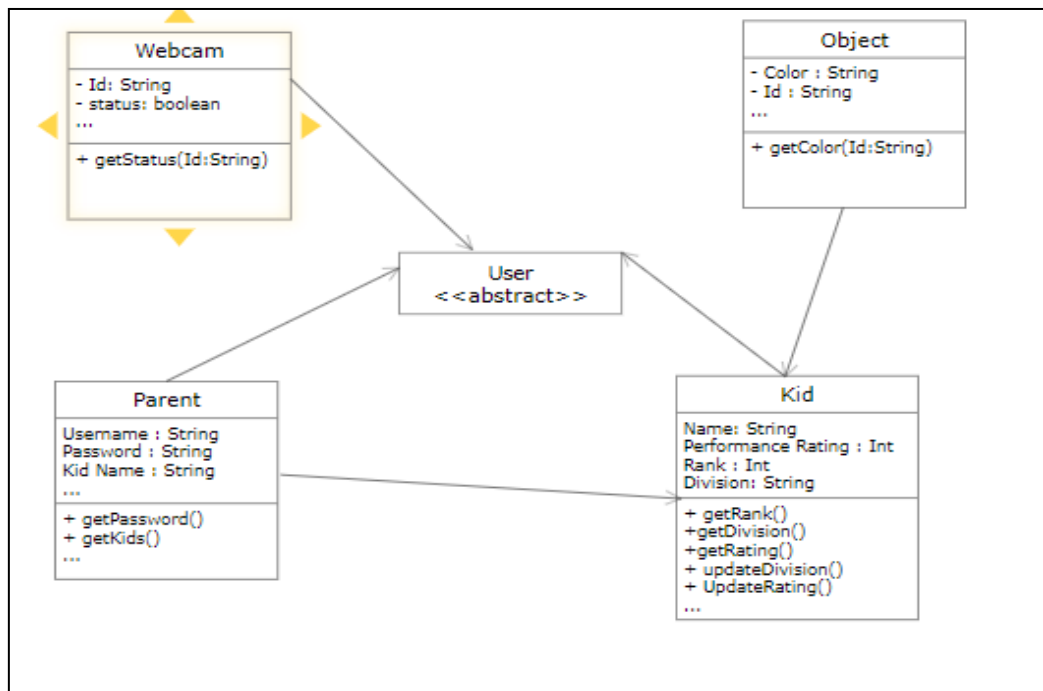 Webcam
- Id: String
- status: boolean
...
+ getStatus(Id:String)
Object
- Color : String
- Id : String
...
+ getColor(Id:String)
User
<<abstract>>
Parent
Username : String
Password : String
Kid Name : String
...
+ getPassword()
+ getKids()
...
Kid
Name: String
Performance Rating : Int
Rank : Int
Division: String
+ getRank()
+getDivision()
+getRating()
+ updateDivision()
+ UpdateRating()
...